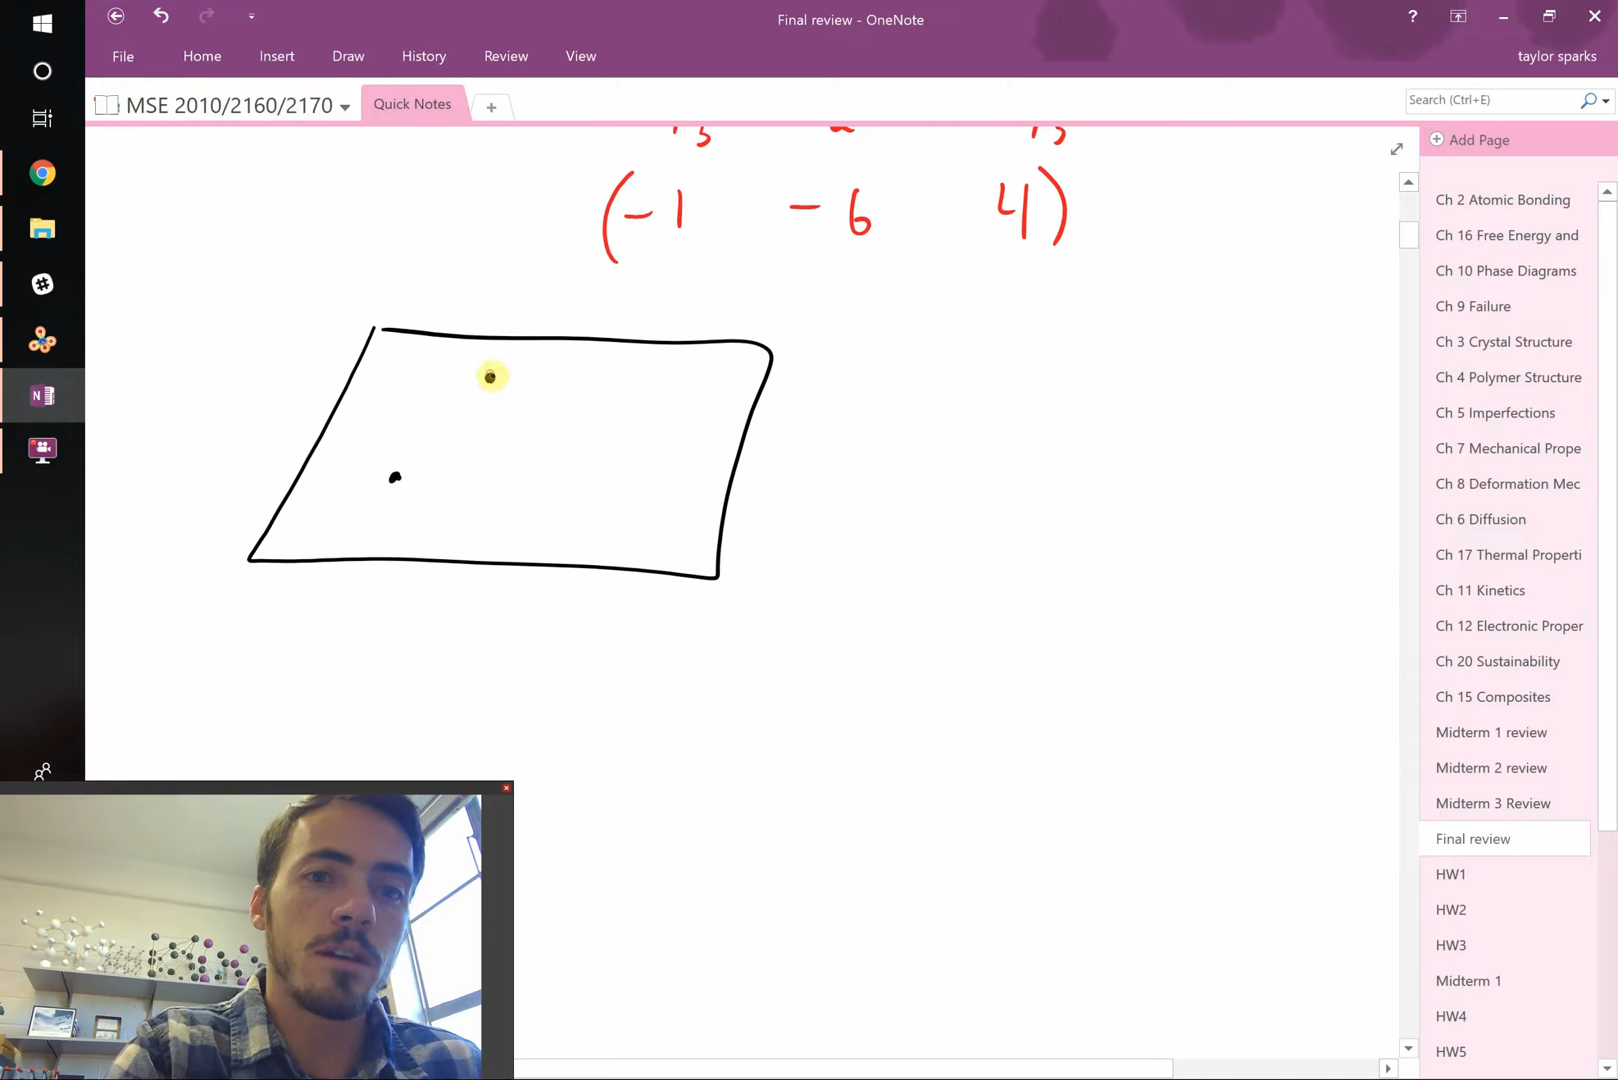 Final review - OneNote
?
File Home Insert Draw History Review View
taylor sparks
MSE 2010/2160/2170
Quick Notes
+
Search (Ctrl+E)
Add Page
(-1 -6 4)
Ch 2 Atomic Bonding
Ch 16 Free Energy and
Ch 10 Phase Diagrams
Ch 9 Failure
Ch 3 Crystal Structure
Ch 4 Polymer Structure
Ch 5 Imperfections
Ch 7 Mechanical Prope
Ch 8 Deformation Mec
Ch 6 Diffusion
Ch 17 Thermal Properti
Ch 11 Kinetics
Ch 12 Electronic Proper
Ch 20 Sustainability
Ch 15 Composites
Midterm 1 review
Midterm 2 review
Midterm 3 Review
Final review
HW1
HW2
HW3
Midterm 1
HW4
HW5